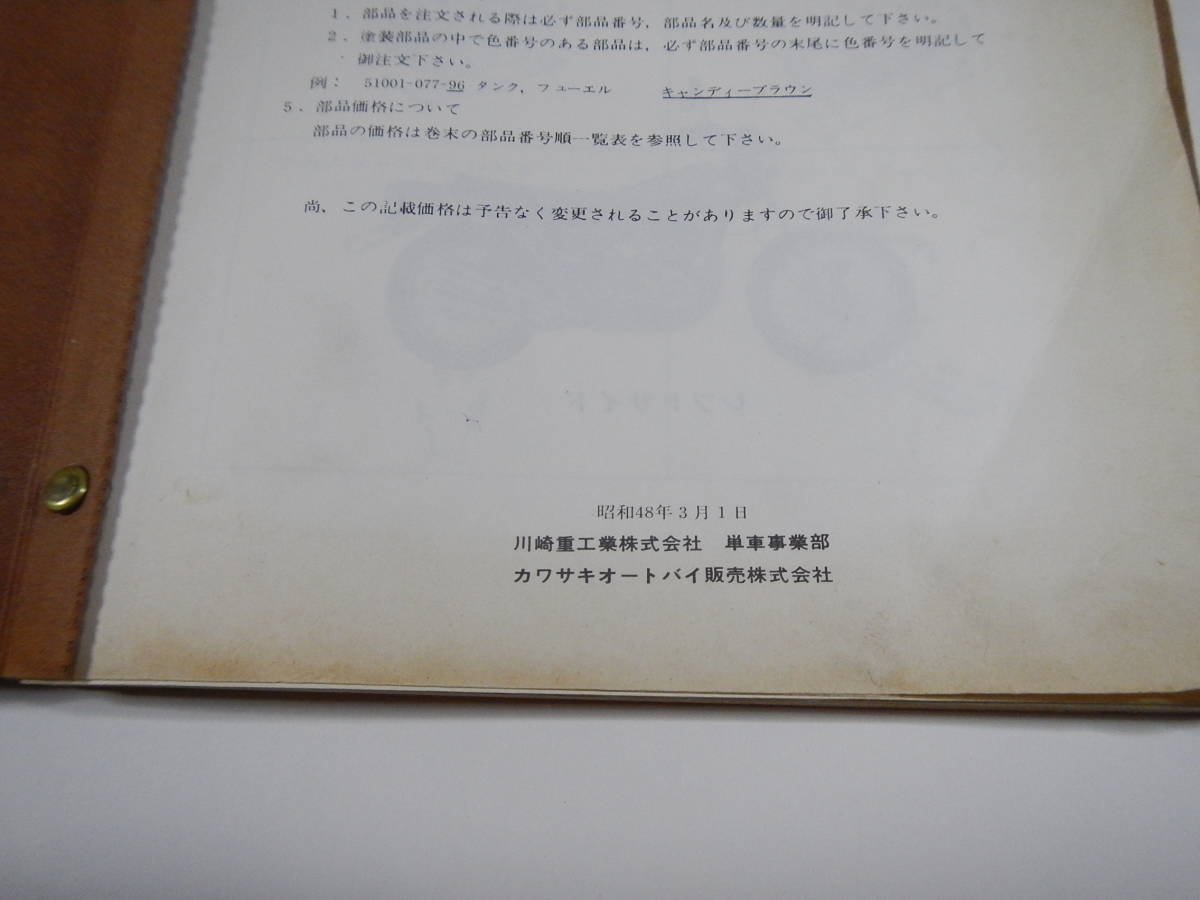 1．部品を注文される際は必ず部品番号，部品名及び数量を明記して下さい。
2．塗装部品の中で色番号のある部品は，必ず部品番号の末尾に色番号を明記して
御注文下さい。
例： 51001-077-96 タンク，フューエル キャンディーブラウン
5．部品価格について
部品の価格は巻末の部品番号順一覧表を参照して下さい。
尚，この記載価格は予告なく変更されることがありますので御了承下さい。
レフトサイド
昭和48年3月1日
川崎重工業株式会社 単車事業部
カワサキオートバイ販売株式会社